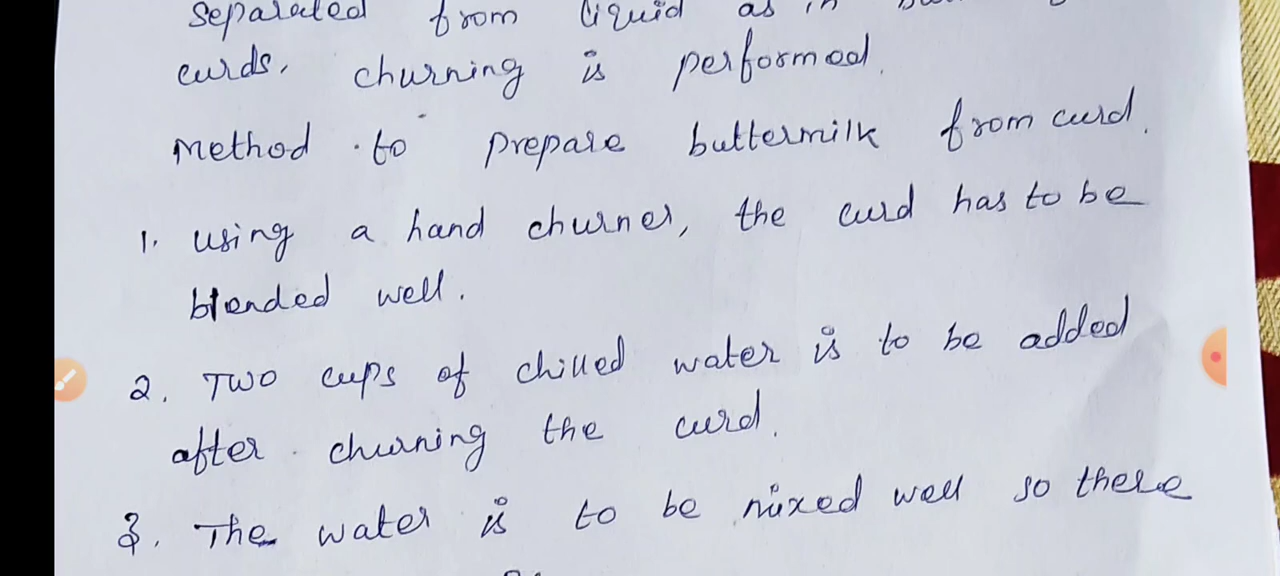 separated from liquid as in
curds, churning is performed.
Method to prepare buttermilk from curd.
1. using a hand churner, the curd has to be
blended well.
2. Two cups of chilled water is to be added
after churning the curd.
3. The water is to be mixed well so there